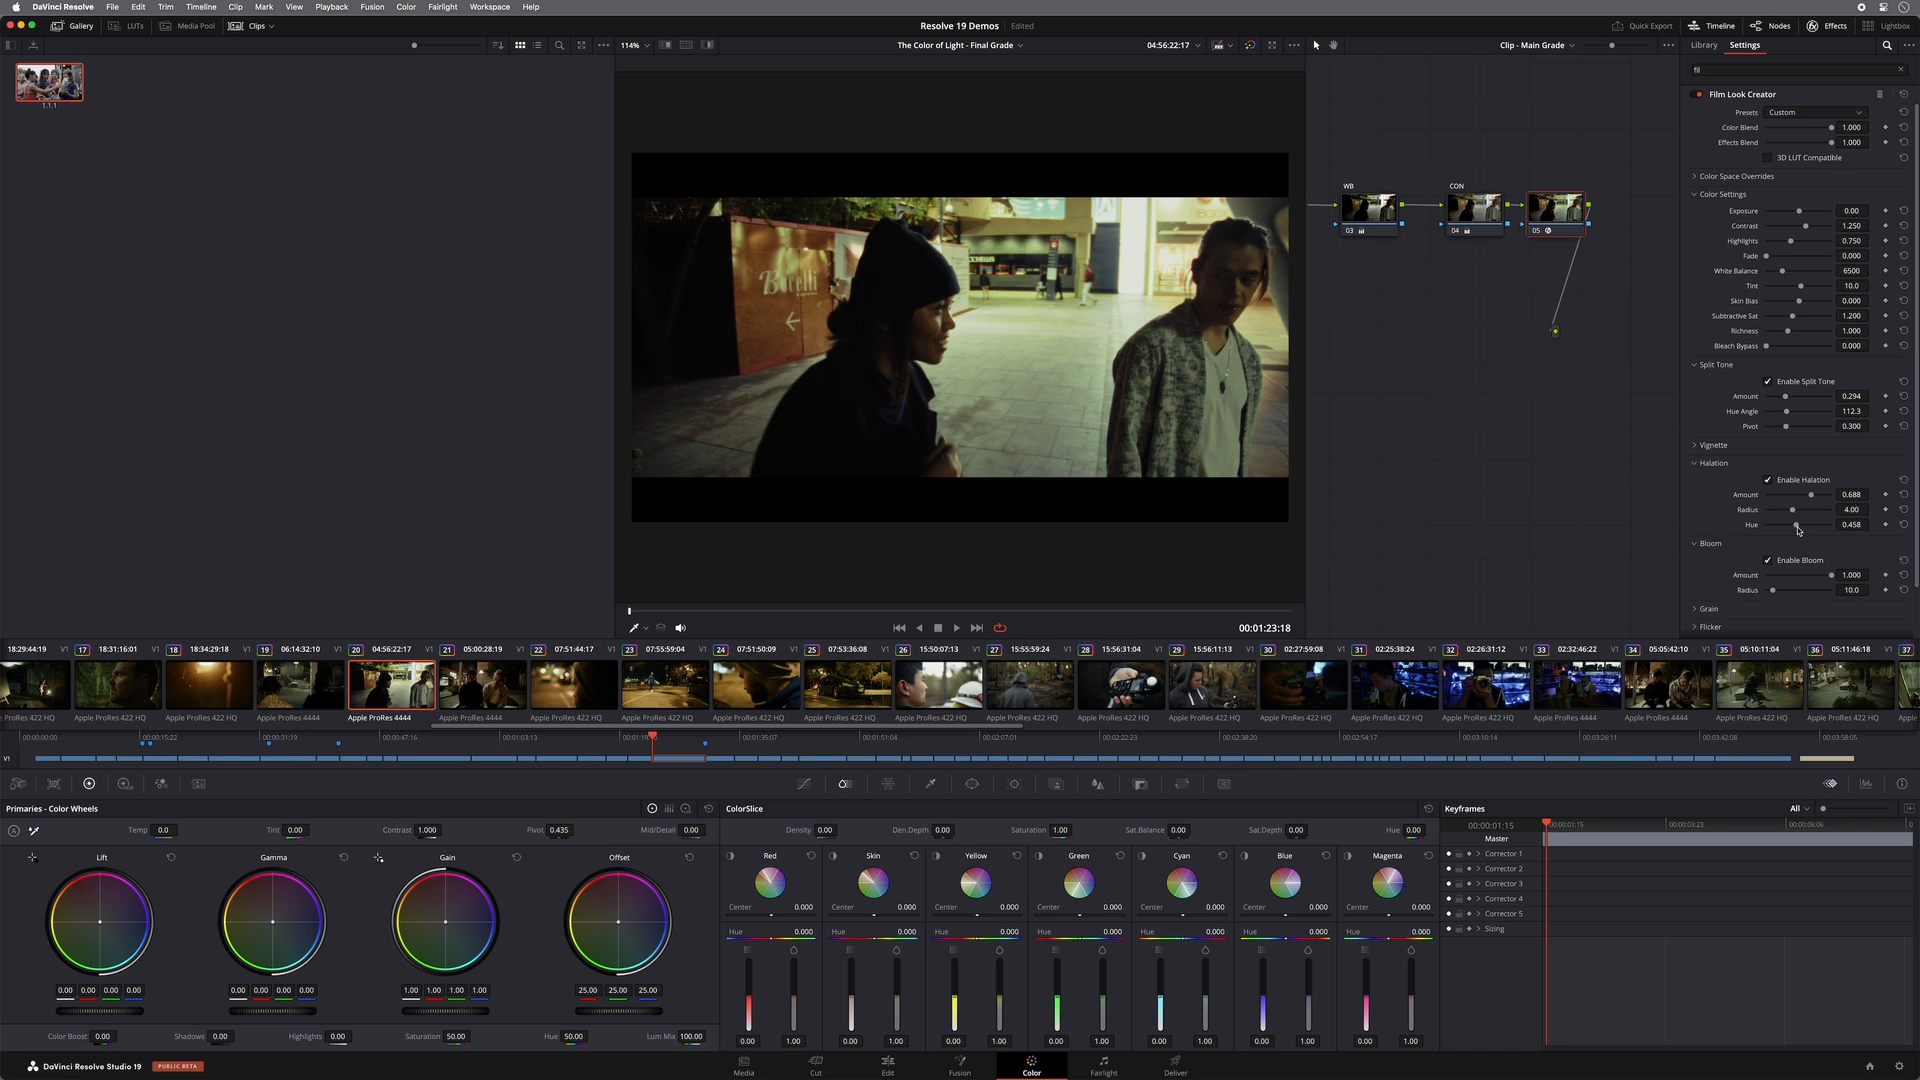 DaVinci Resolve File Edit Trim Timeline Clip Mark View Playback Fusion Color Fairlight Workspace Help
Gallery LUTs Media Pool Clips Resolve 19 Demos Edited Quick Export Timeline Nodes Effects Lightbox
114% The Color of Light - Final Grade 04:56:22:17 Clip - Main Grade Library Settings
fil
1.1.1
Film Look Creator
Presets Custom
Color Blend 1.000
Effects Blend 1.000
3D LUT Compatible
Color Space Overrides
Color Settings
Exposure 0.00
Contrast 1.250
Highlights 0.750
Fade 0.000
White Balance 6500
Tint 10.0
Skin Bias 0.000
Subtractive Sat 1.200
Richness 1.000
Bleach Bypass 0.000
Split Tone
Enable Split Tone
Amount 0.294
Hue Angle 112.3
Pivot 0.300
Vignette
Halation
Enable Halation
Amount 0.688
Radius 4.00
Hue 0.458
Bloom
Enable Bloom
Amount 1.000
Radius 10.0
Grain
Flicker
WB CON
03 04 05
Bocelli
00:01:23:18
18:29:44:19 V1 17 18:31:16:01 V1 18 18:34:29:18 V1 19 06:14:32:10 V1 20 04:56:22:17 V1 21 05:00:28:19 V1 22 07:51:44:17 V1 23 07:55:59:04 V1 24 07:51:50:09 V1 25 07:53:36:08 V1 26 15:50:07:13 V1 27 15:55:59:24 V1 28 15:56:31:04 V1 29 15:56:11:13 V1 30 02:27:59:08 V1 31 02:25:38:24 V1 32 02:26:31:12 V1 33 02:32:46:22 V1 34 05:05:42:10 V1 35 05:10:11:04 V1 36 05:11:46:18 V1 37
e ProRes 422 HQ Apple ProRes 422 HQ Apple ProRes 422 HQ Apple ProRes 4444 Apple ProRes 4444 Apple ProRes 4444 Apple ProRes 422 HQ Apple ProRes 422 HQ Apple ProRes 422 HQ Apple ProRes 422 HQ Apple ProRes 422 HQ Apple ProRes 422 HQ Apple ProRes 422 HQ Apple ProRes 422 HQ Apple ProRes 422 HQ Apple ProRes 422 HQ Apple ProRes 4444 Apple ProRes 4444 Apple ProRes 4444 Apple ProRes 422 HQ Apple ProRes 422 HQ Apple
00:00:00:00 00:00:15:22 00:00:31:19 00:00:47:16 00:01:03:13 00:01:19: 00:01:35:07 00:01:51:04 00:02:07:01 00:02:22:23 00:02:38:20 00:02:54:17 00:03:10:14 00:03:26:11 00:03:42:08 00:03:58:05
V1
Primaries - Color Wheels ColorSlice Keyframes All
Temp 0.0 Tint 0.00 Contrast 1.000 Pivot 0.435 Mid/Detail 0.00
Lift Gamma Gain Offset
0.00 0.00 0.00 0.00 0.00 0.00 0.00 0.00 1.00 1.00 1.00 1.00 25.00 25.00 25.00
Color Boost 0.00 Shadows 0.00 Highlights 0.00 Saturation 50.00 Hue 50.00 Lum Mix 100.00
Density 0.00 Den.Depth 0.00 Saturation 1.00 Sat.Balance 0.00 Sat.Depth 0.00 Hue 0.00
Red Skin Yellow Green Cyan Blue Magenta
Center 0.000 Center 0.000 Center 0.000 Center 0.000 Center 0.000 Center 0.000 Center 0.000
Hue 0.000 Hue 0.000 Hue 0.000 Hue 0.000 Hue 0.000 Hue 0.000 Hue 0.000
0.00 1.00 0.00 1.00 0.00 1.00 0.00 1.00 0.00 1.00 0.00 1.00 0.00 1.00
00:00:01:15 00:00:01:15 00:00:03:23 00:00:06:06
Master
Corrector 1
Corrector 2
Corrector 3
Corrector 4
Corrector 5
Sizing
DaVinci Resolve Studio 19 PUBLIC BETA Media Cut Edit Fusion Color Fairlight Deliver